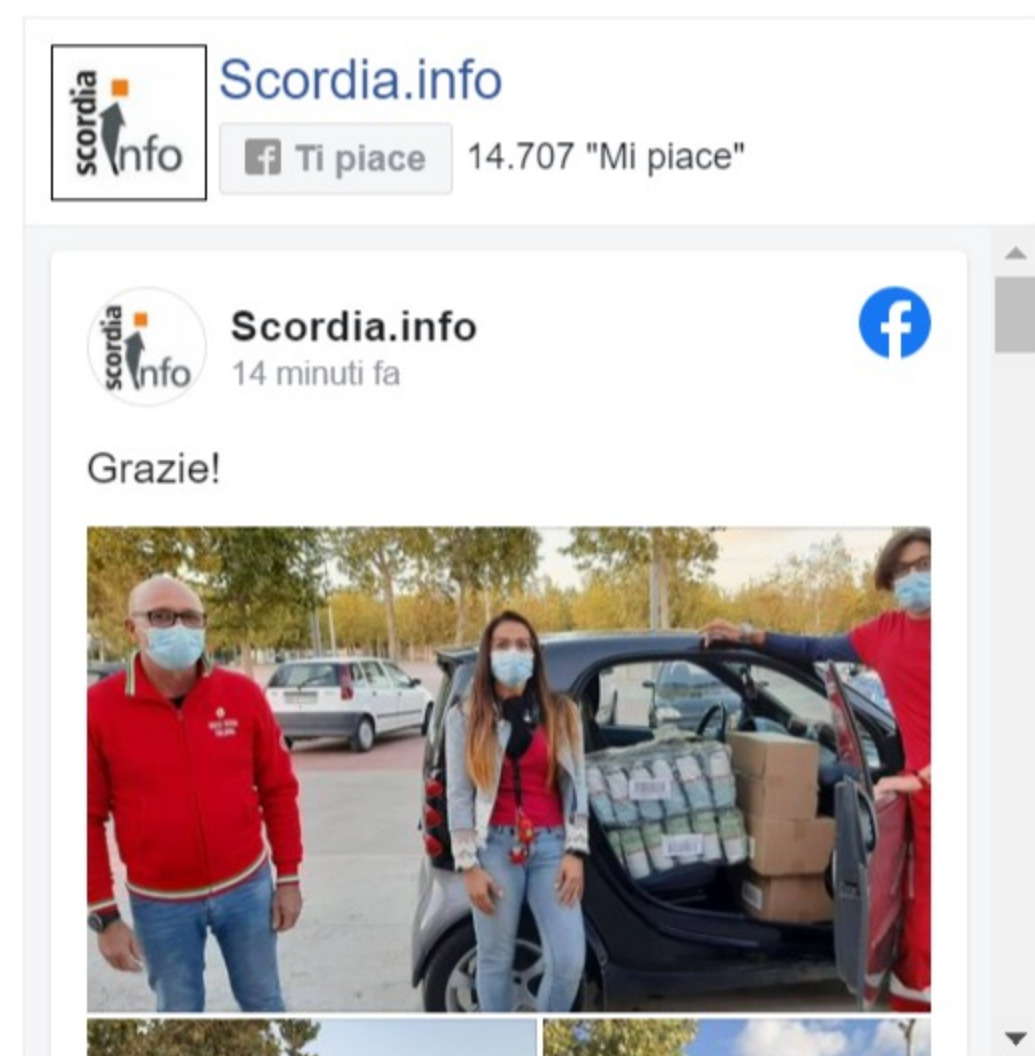 scordia
info
Scordia.info
Ti piace
14.707 "Mi piace"
scordia
info
Scordia.info
14 minuti fa
Grazie!